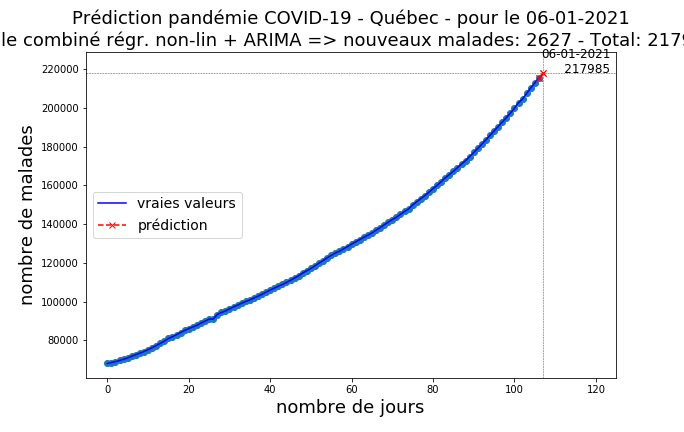 Prédiction pandémie COVID-19 - Québec - pour le 06-01-2021
le combiné régr. non-lin + ARIMA => nouveaux malades: 2627 - Total: 2179
06-01-2021
217985
220000
200000
180000
160000
140000
120000
100000
80000
nombre de malades
vraies valeurs
prédiction
0 20 40 60 80 100 120
nombre de jours